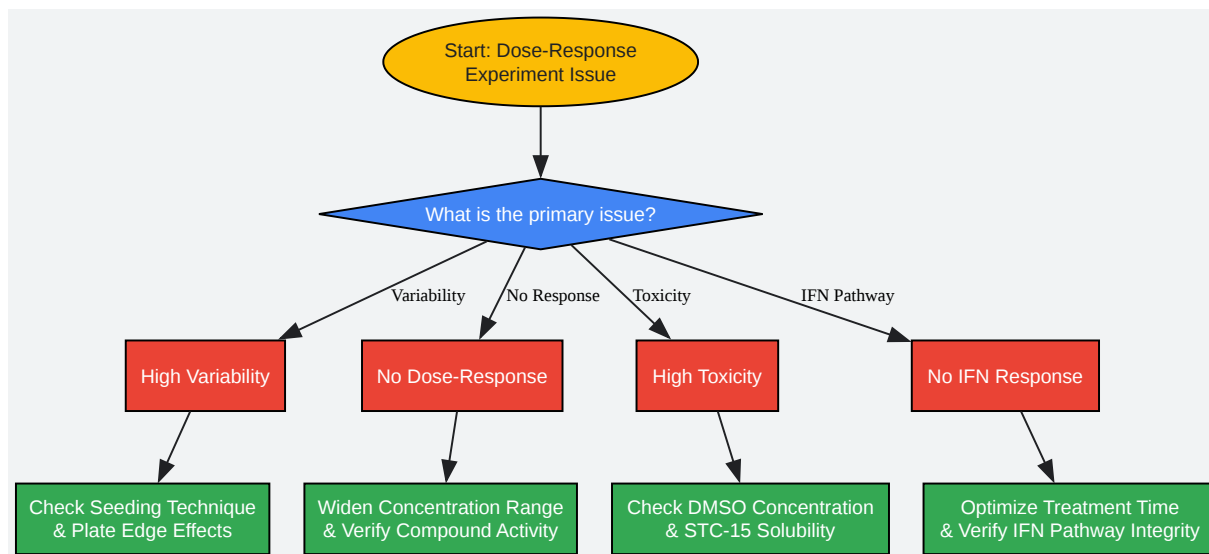 Start: Dose-Response
Experiment Issue
What is the primary issue?
Variability
No Response
Toxicity
IFN Pathway
High Variability
No Dose-Response
High Toxicity
No IFN Response
Check Seeding Technique
& Plate Edge Effects
Widen Concentration Range
& Verify Compound Activity
Check DMSO Concentration
& STC-15 Solubility
Optimize Treatment Time
& Verify IFN Pathway Integrity